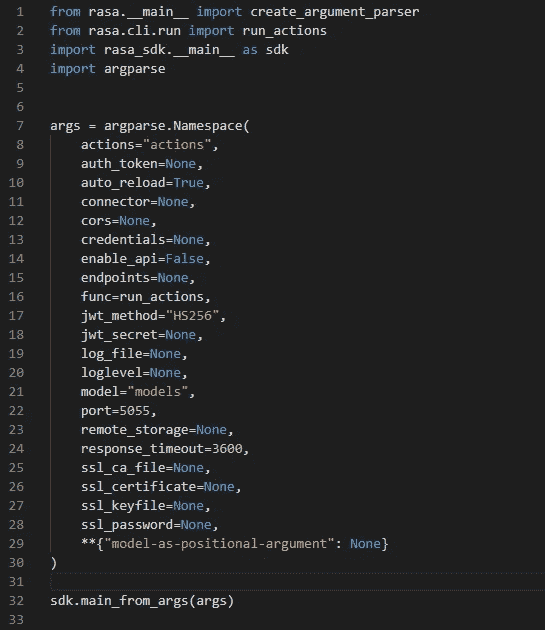 1 from rasa.__main__ import create_argument_parser
2 from rasa.cli.run import run_actions
3 import rasa_sdk.__main__ as sdk
4 import argparse
5
6
7 args = argparse.Namespace(
8     actions="actions",
9     auth_token=None,
10     auto_reload=True,
11     connector=None,
12     cors=None,
13     credentials=None,
14     enable_api=False,
15     endpoints=None,
16     func=run_actions,
17     jwt_method="HS256",
18     jwt_secret=None,
19     log_file=None,
20     loglevel=None,
21     model="models",
22     port=5055,
23     remote_storage=None,
24     response_timeout=3600,
25     ssl_ca_file=None,
26     ssl_certificate=None,
27     ssl_keyfile=None,
28     ssl_password=None,
29     **{"model-as-positional-argument": None}
30 )
31
32 sdk.main_from_args(args)
33